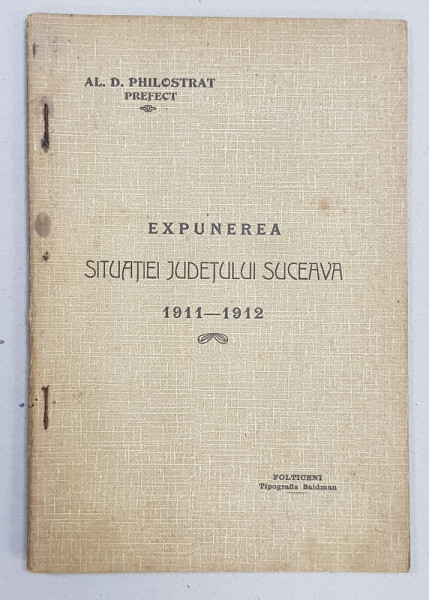 AL. D. PHILOSTRAT
PREFECT
EXPUNEREA
SITUAȚIEI JUDEȚULUI SUCEAVA
1911—1912
FOLTICENI
Tipografia Saidman